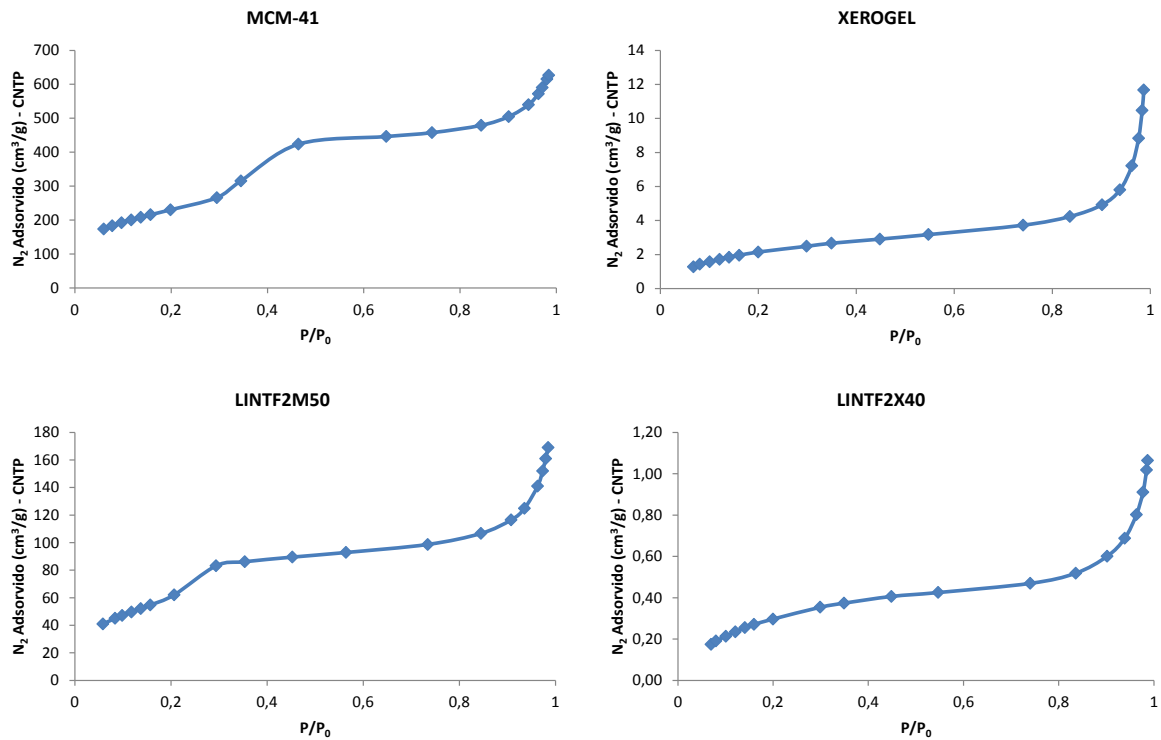 MCM-41
N₂ Adsorvido (cm³/g) - CNTP
700
600
500
400
300
200
100
0
0 0,2 0,4 0,6 0,8 1
P/P₀
XEROGEL
N₂ Adsorvido (cm³/g) - CNTP
14
12
10
8
6
4
2
0
0 0,2 0,4 0,6 0,8 1
P/P₀
LINTF2M50
N₂ Adsorvido (cm³/g) - CNTP
180
160
140
120
100
80
60
40
20
0
0 0,2 0,4 0,6 0,8 1
P/P₀
LINTF2X40
N₂ Adsorvido (cm³/g) - CNTP
1,20
1,00
0,80
0,60
0,40
0,20
0,00
0 0,2 0,4 0,6 0,8 1
P/P₀